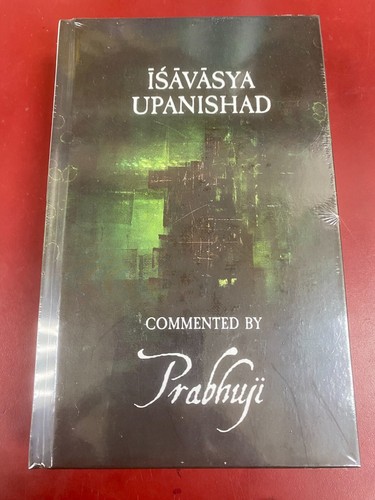 ĪŚĀVĀSYA
UPANISHAD
COMMENTED BY
Prabhuji